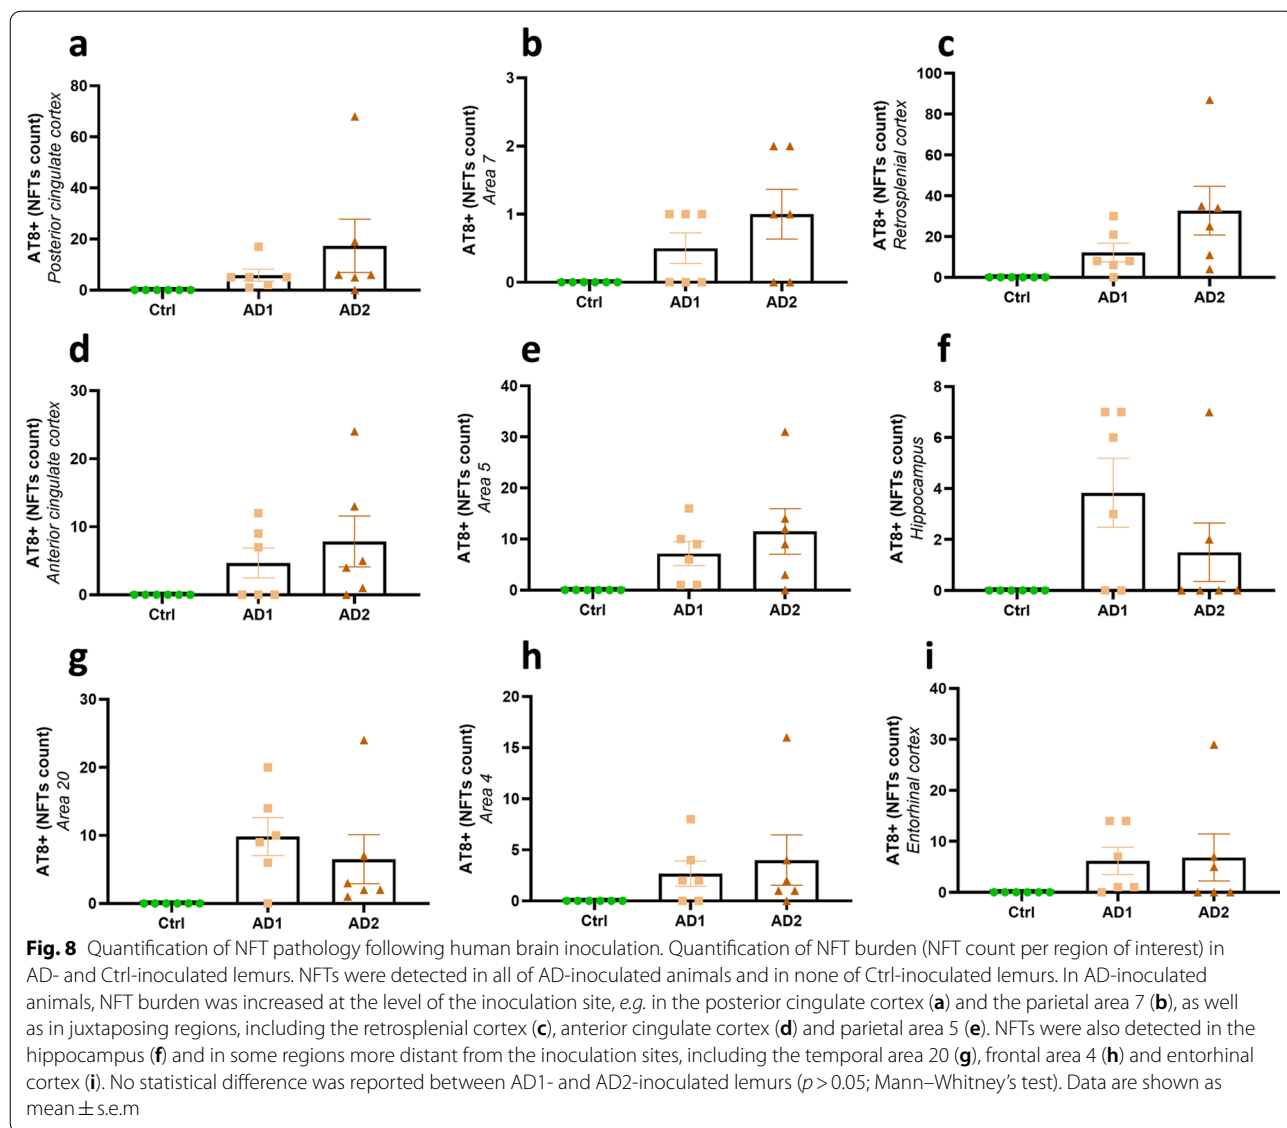 a
AT8+ (NFTs count)
Posterior cingulate cortex
80
60
40
20
0
Ctrl
AD1
AD2
b
AT8+ (NFTs count)
Area 7
3
2
1
0
Ctrl
AD1
AD2
c
AT8+ (NFTs count)
Retrosplenial cortex
100
80
60
40
20
0
Ctrl
AD1
AD2
d
AT8+ (NFTs count)
Anterior cingulate cortex
30
20
10
0
Ctrl
AD1
AD2
e
AT8+ (NFTs count)
Area 5
40
30
20
10
0
Ctrl
AD1
AD2
f
AT8+ (NFTs count)
Hippocampus
8
6
4
2
0
Ctrl
AD1
AD2
g
AT8+ (NFTs count)
Area 20
30
20
10
0
Ctrl
AD1
AD2
h
AT8+ (NFTs count)
Area 4
20
15
10
5
0
Ctrl
AD1
AD2
i
AT8+ (NFTs count)
Entorhinal cortex
40
30
20
10
0
Ctrl
AD1
AD2
Fig. 8 Quantification of NFT pathology following human brain inoculation. Quantification of NFT burden (NFT count per region of interest) in
AD- and Ctrl-inoculated lemurs. NFTs were detected in all of AD-inoculated animals and in none of Ctrl-inoculated lemurs. In AD-inoculated
animals, NFT burden was increased at the level of the inoculation site, e.g. in the posterior cingulate cortex (a) and the parietal area 7 (b), as well
as in juxtaposing regions, including the retrosplenial cortex (c), anterior cingulate cortex (d) and parietal area 5 (e). NFTs were also detected in the
hippocampus (f) and in some regions more distant from the inoculation sites, including the temporal area 20 (g), frontal area 4 (h) and entorhinal
cortex (i). No statistical difference was reported between AD1- and AD2-inoculated lemurs (p > 0.05; Mann–Whitney's test). Data are shown as
mean ± s.e.m